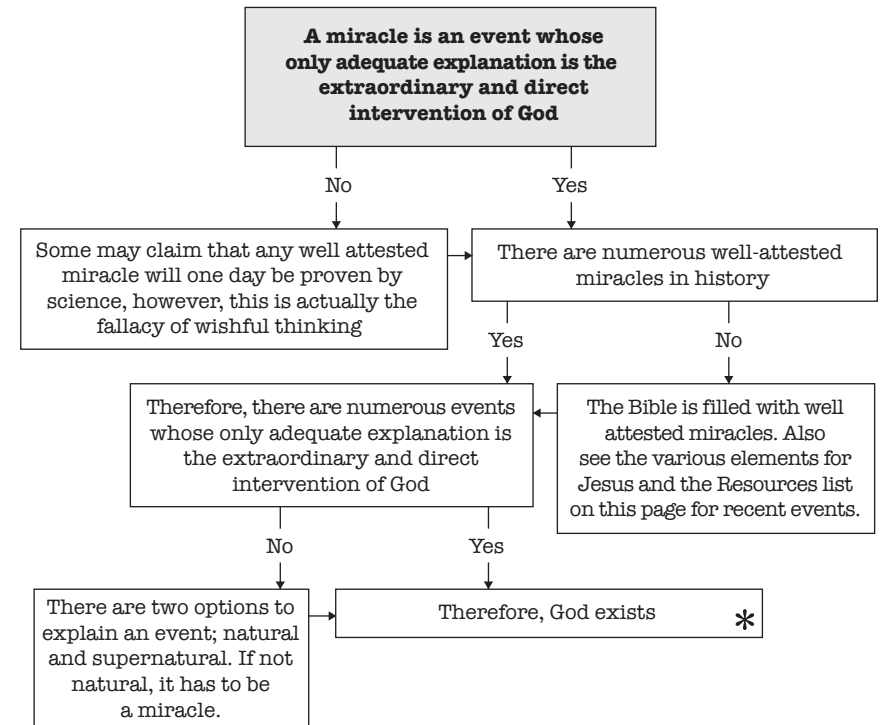 A miracle is an event whose
only adequate explanation is the
extraordinary and direct
intervention of God
No
Yes
Some may claim that any well attested
miracle will one day be proven by
science, however, this is actually the
fallacy of wishful thinking
There are numerous well-attested
miracles in history
Yes
No
Therefore, there are numerous events
whose only adequate explanation is
the extraordinary and direct
intervention of God
The Bible is filled with well
attested miracles. Also
see the various elements for
Jesus and the Resources list
on this page for recent events.
No
Yes
There are two options to
explain an event; natural
and supernatural. If not
natural, it has to be
a miracle.
Therefore, God exists *